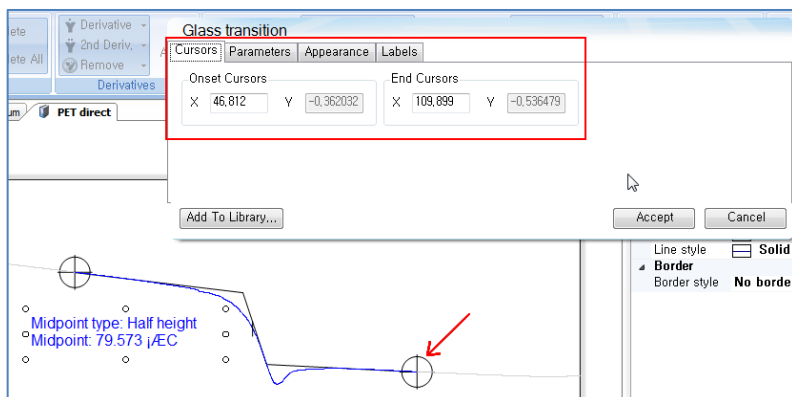 ete
Derivative
2nd Deriv.
ete All
Remove
A
Derivatives
Glass transition
Cursors Parameters Appearance Labels
Onset Cursors End Cursors
X 46,812 Y -0,362032 X 109,899 Y -0,536479
um PET direct
Add To Library... Accept Cancel
Line style Solid
Border
Border style No borde
Midpoint type: Half height
Midpoint: 79.573 ¡ÆC